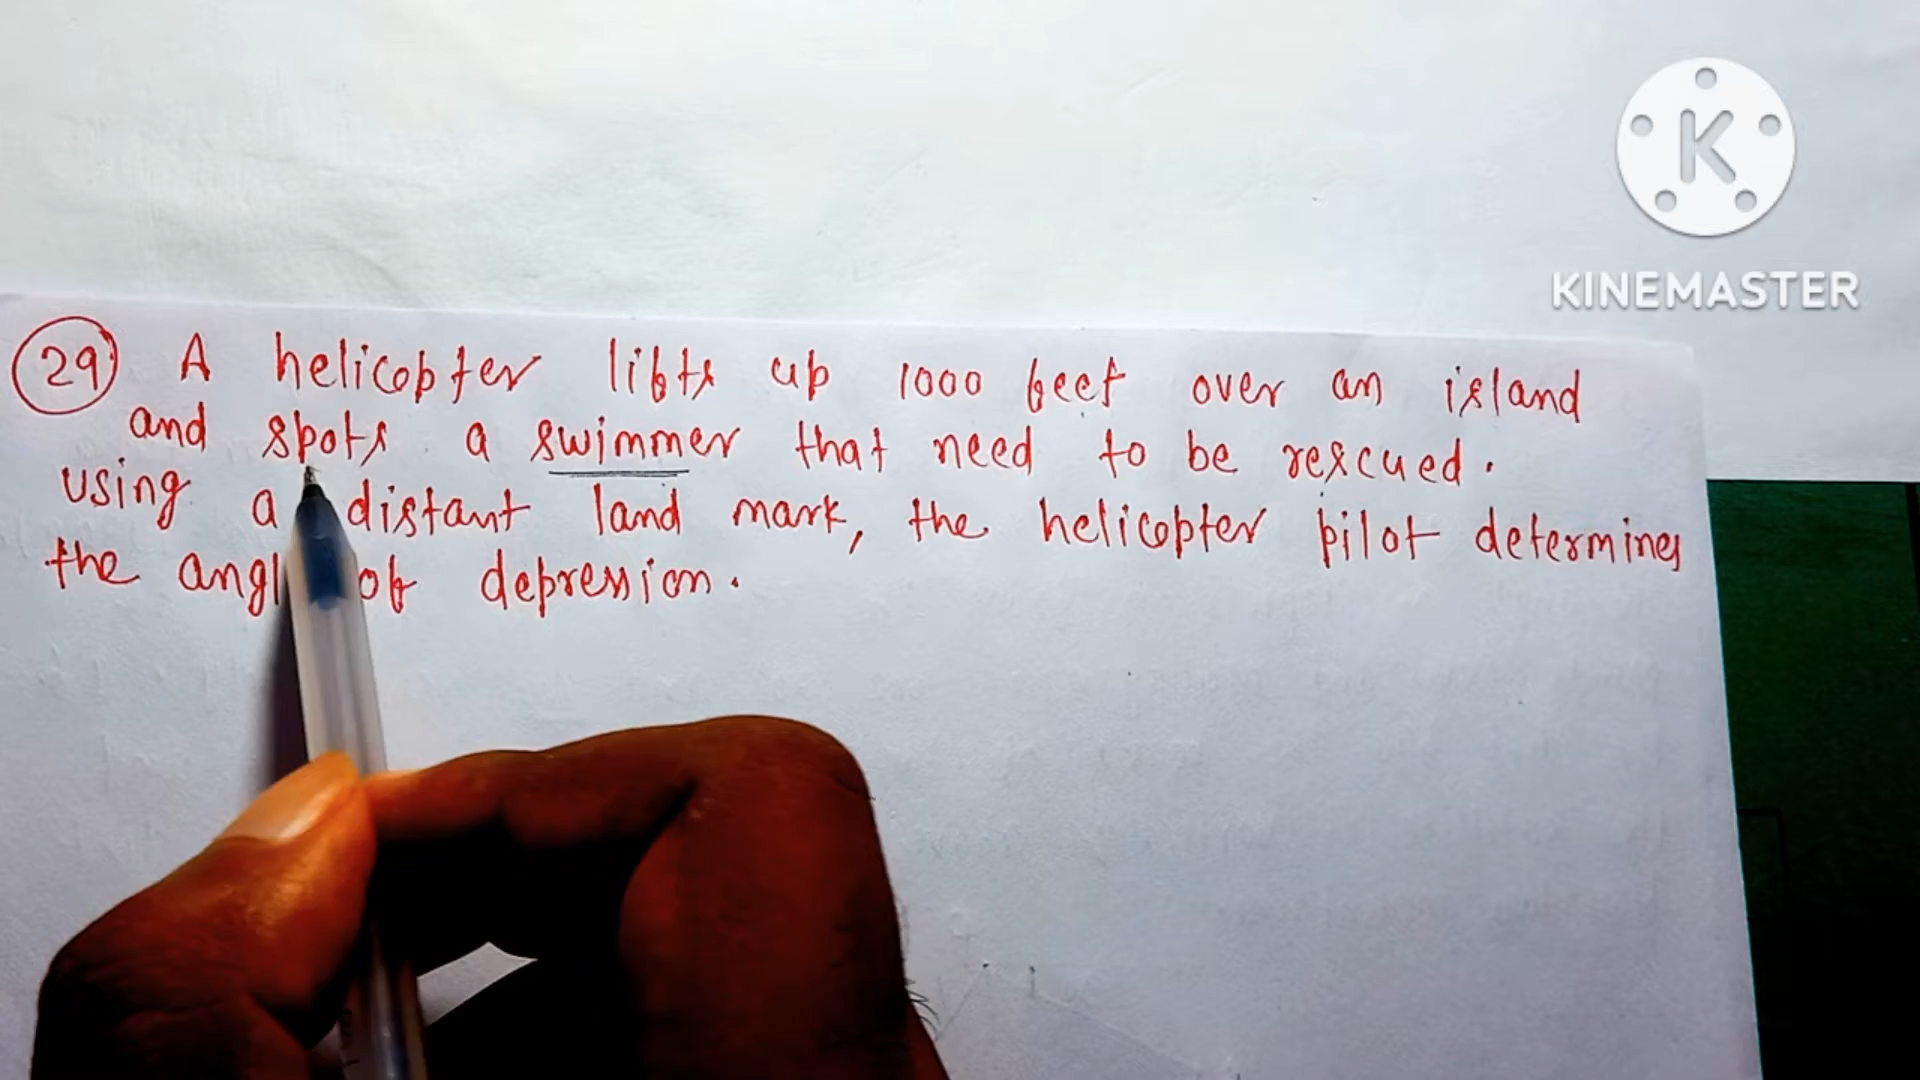 KINEMASTER
29 A helicopter lifts up 1000 feet over an island
and spots a swimmer that need to be rescued.
using a distant land mark, the helicopter pilot determines
the angl of depression.